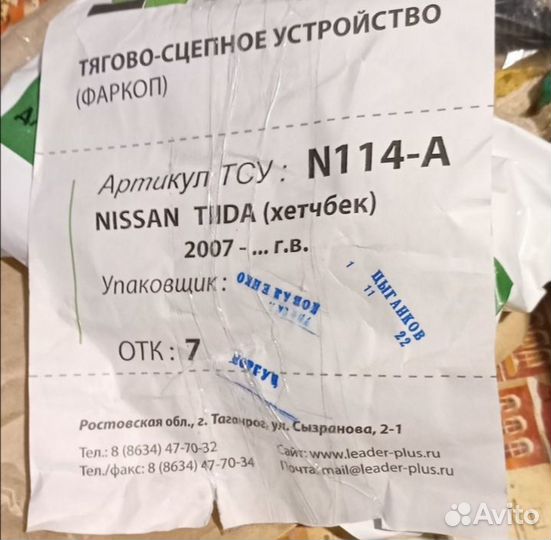 ТЯГОВО-СЦЕПНОЕ УСТРОЙСТВО
(ФАРКОП)
Артикул ТСУ: N114-A
NISSAN TIIDA (хетчбек)
2007 - ... г.в.
Упаковщик:
ЦЫГАНКОВ
1 11 22
ОТК: 7
Ростовская обл., г. Таганрог, ул. Сызранова, 2-1
Тел.: 8 (8634) 47-70-32 Сайт: www.leader-plus.ru
Тел./факс: 8 (8634) 47-70-34 Почта: mail@leader-plus.ru
Avito